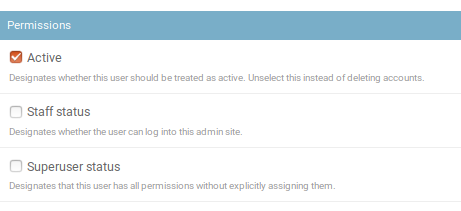 Permissions
Active
Designates whether this user should be treated as active. Unselect this instead of deleting accounts.
Staff status
Designates whether the user can log into this admin site.
Superuser status
Designates that this user has all permissions without explicitly assigning them.